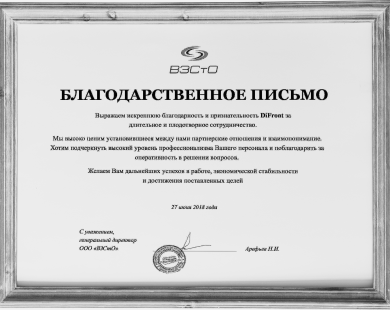 ВЭСтО
БЛАГОДАРСТВЕННОЕ ПИСЬМО
Выражаем искреннюю благодарность и признательность DiFront за
длительное и плодотворное сотрудничество.
Мы высоко ценим установившиеся между нами партнерские отношения и взаимопонимание.
Хотим подчеркнуть высокий уровень профессионализма Вашего персонала и поблагодарить за
оперативность в решении вопросов.
Желаем Вам дальнейших успехов в работе, экономической стабильности
и достижения поставленных целей
27 июня 2018 года
С уважением,
генеральный директор
ООО «ВЭСтО»
Арефьев Н.И.